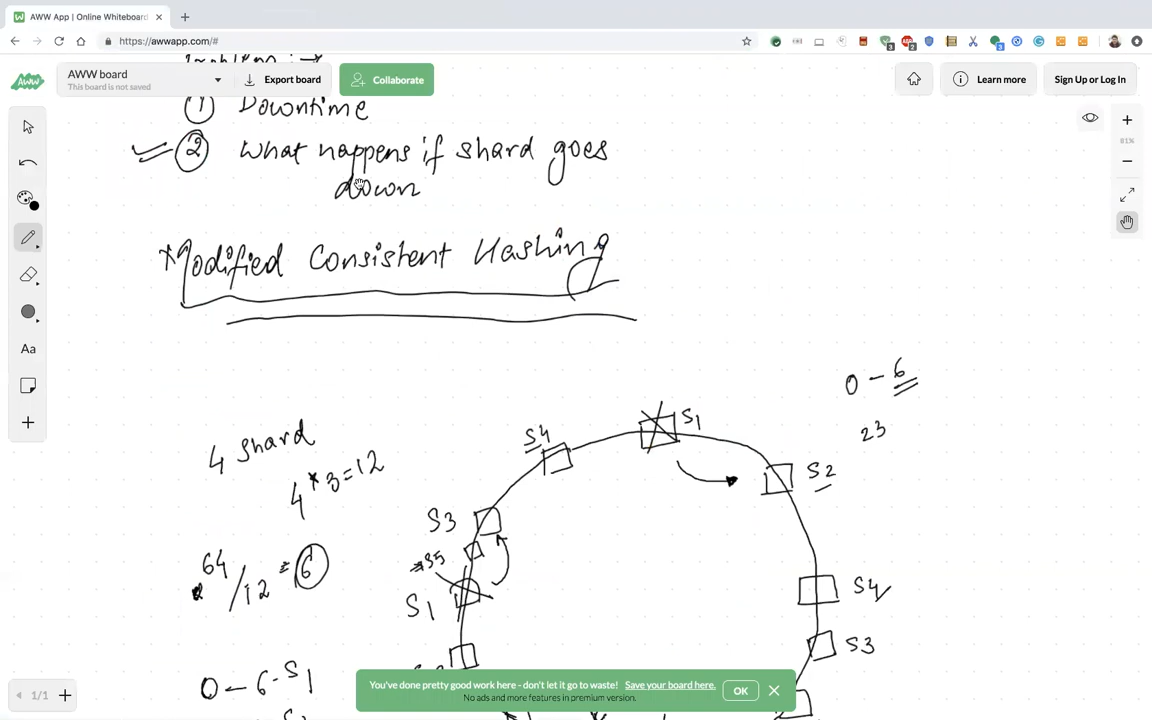 AWW App | Online Whiteboard
https://awwapp.com/#
AWW board
This board is not saved
Export board
Collaborate
Learn more
Sign Up or Log In
81%
Aa
1/1
① Downtime
② What happens if shard goes
down
*Modified Consistent Hashing
0 - 6
23
4 shard
4*3=12
64/12 = 6
0 - 6 - S1
S4
S1
S2
S3
35
S1
S4
S3
You've done pretty good work here - don't let it go to waste! Save your board here.
No ads and more features in premium version.
OK